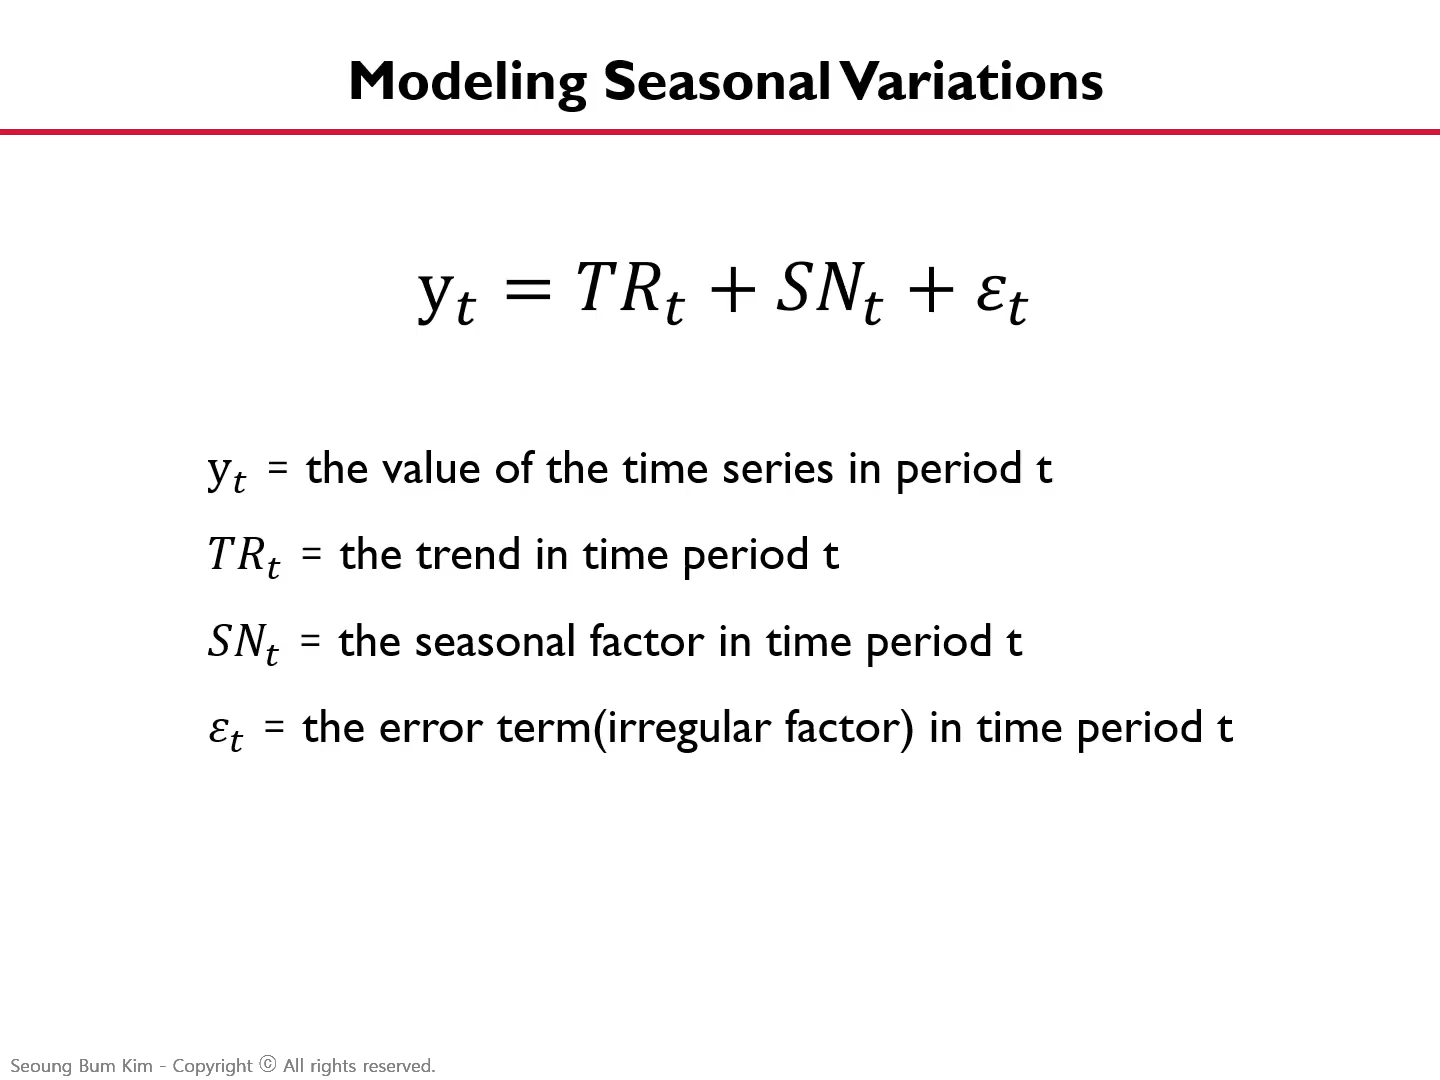 Modeling Seasonal Variations
y_t = TR_t + SN_t + ε_t
y_t = the value of the time series in period t
TR_t = the trend in time period t
SN_t = the seasonal factor in time period t
ε_t = the error term(irregular factor) in time period t
Seoung Bum Kim - Copyright © All rights reserved.